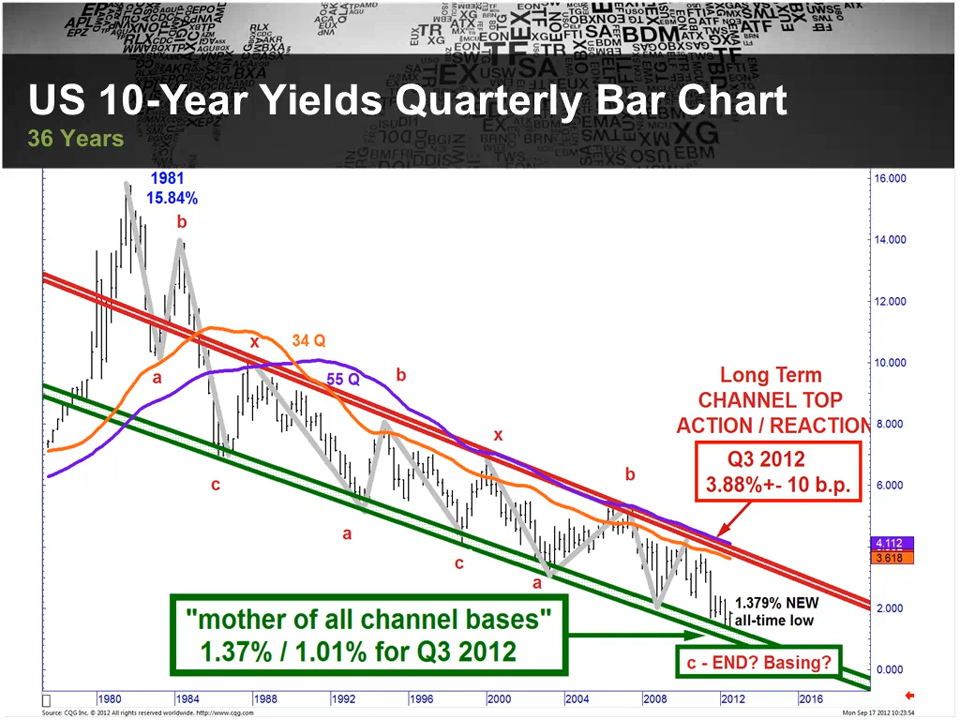 US 10-Year Yields Quarterly Bar Chart
36 Years
1981
15.84%
b
a
c
x
34 Q
55 Q
b
a
c
x
a
b
Long Term
CHANNEL TOP
ACTION / REACTION
Q3 2012
3.88%+- 10 b.p.
16.000
14.000
12.000
10.000
8.000
6.000
4.112
3.618
2.000
0.000
1.379% NEW
all-time low
"mother of all channel bases"
1.37% / 1.01% for Q3 2012
c - END? Basing?
1980
1984
1988
1992
1996
2000
2004
2008
2012
2016
Source: CQG Inc. © 2012 All rights reserved worldwide. http://www.cqg.com
Mon Sep 17 2012 10:23:54